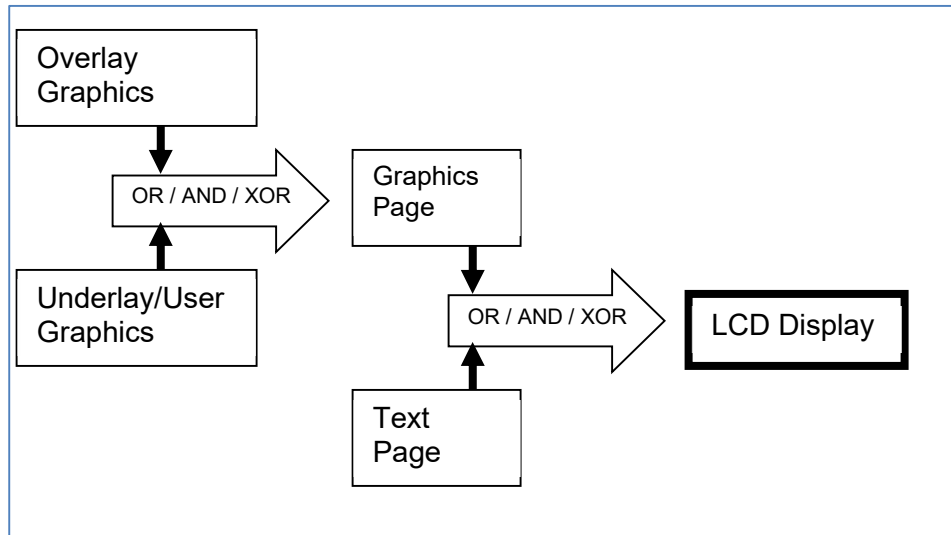 Overlay
Graphics
OR / AND / XOR
Underlay/User
Graphics
Graphics
Page
OR / AND / XOR
Text
Page
LCD Display